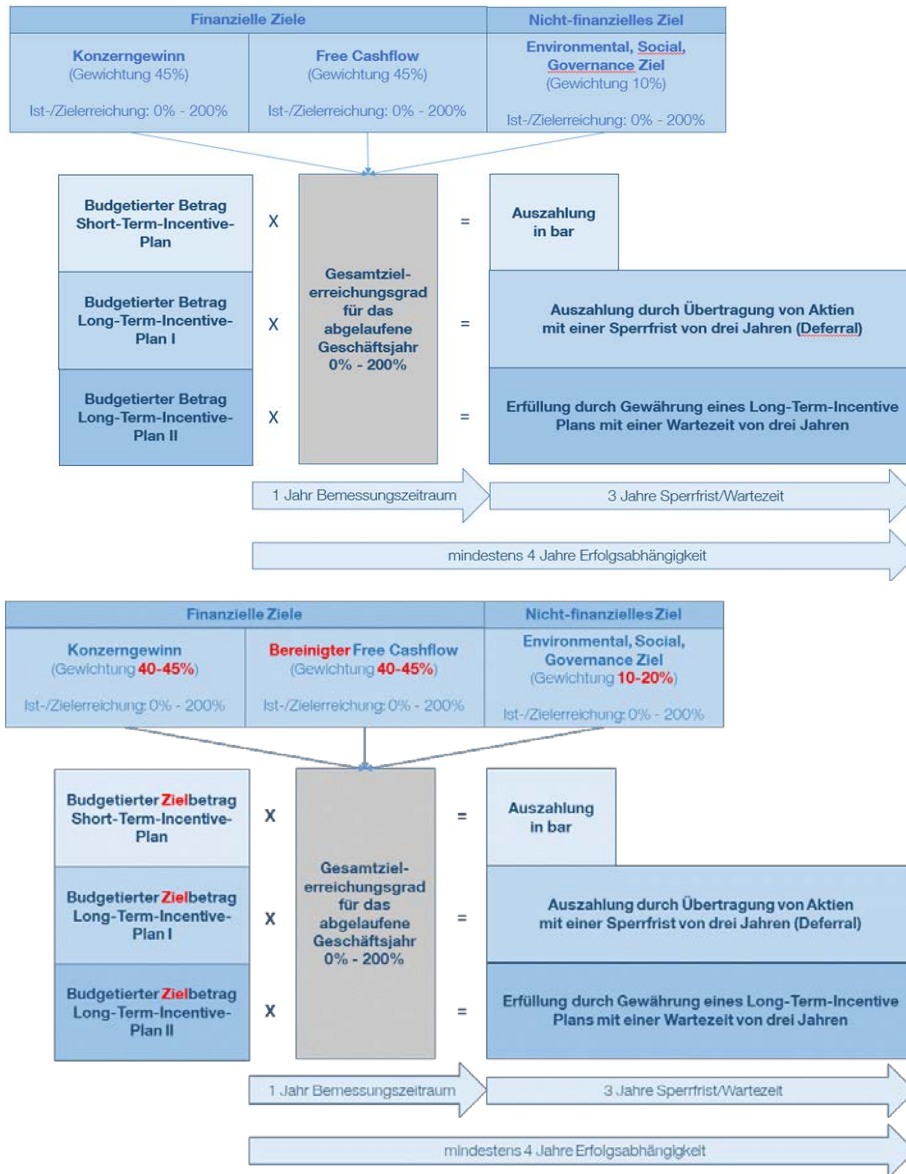 Finanzielle Ziele
Nicht-finanzielles Ziel
Konzerngewinn
(Gewichtung 45%)
Ist-/Zielerreichung: 0% - 200%
Free Cashflow
(Gewichtung 45%)
Ist-/Zielerreichung: 0% - 200%
Environmental, Social,
Governance Ziel
(Gewichtung 10%)
Ist-/Zielerreichung: 0% - 200%
Budgetierter Betrag
Short-Term-Incentive-
Plan
X
=
Auszahlung
in bar
Gesamtziel-
erreichungsgrad
für das
abgelaufene
Geschäftsjahr
0% - 200%
Budgetierter Betrag
Long-Term-Incentive-
Plan I
X
=
Auszahlung durch Übertragung von Aktien
mit einer Sperrfrist von drei Jahren (Deferral)
Budgetierter Betrag
Long-Term-Incentive-
Plan II
X
=
Erfüllung durch Gewährung eines Long-Term-Incentive
Plans mit einer Wartezeit von drei Jahren
1 Jahr Bemessungszeitraum
3 Jahre Sperrfrist/Wartezeit
mindestens 4 Jahre Erfolgsabhängigkeit
Finanzielle Ziele
Nicht-finanzielles Ziel
Konzerngewinn
(Gewichtung 40-45%)
Ist-/Zielerreichung: 0% - 200%
Bereinigter Free Cashflow
(Gewichtung 40-45%)
Ist-/Zielerreichung: 0% - 200%
Environmental, Social,
Governance Ziel
(Gewichtung 10-20%)
Ist-/Zielerreichung: 0% - 200%
Budgetierter Zielbetrag
Short-Term-Incentive-
Plan
X
=
Auszahlung
in bar
Gesamtziel-
erreichungsgrad
für das
abgelaufene
Geschäftsjahr
0% - 200%
Budgetierter Zielbetrag
Long-Term-Incentive-
Plan I
X
=
Auszahlung durch Übertragung von Aktien
mit einer Sperrfrist von drei Jahren (Deferral)
Budgetierter Zielbetrag
Long-Term-Incentive-
Plan II
X
=
Erfüllung durch Gewährung eines Long-Term-Incentive
Plans mit einer Wartezeit von drei Jahren
1 Jahr Bemessungszeitraum
3 Jahre Sperrfrist/Wartezeit
mindestens 4 Jahre Erfolgsabhängigkeit